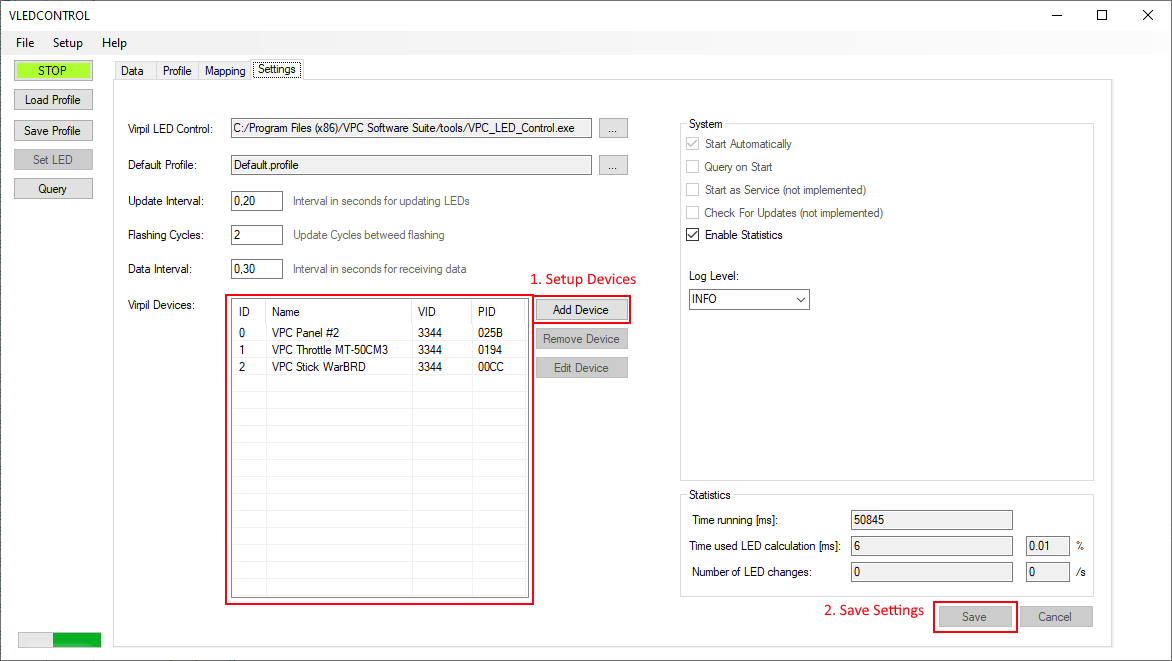 VLEDCONTROL
File Setup Help
STOP
Load Profile
Save Profile
Set LED
Query
Data Profile Mapping Settings
Virpil LED Control: C:/Program Files (x86)/VPC Software Suite/tools/VPC_LED_Control.exe ...
Default Profile: Default.profile ...
Update Interval: 0,20 Interval in seconds for updating LEDs
Flashing Cycles: 2 Update Cycles betweed flashing
Data Interval: 0,30 Interval in seconds for receiving data
1. Setup Devices
Virpil Devices:
ID Name VID PID
0 VPC Panel #2 3344 025B
1 VPC Throttle MT-50CM3 3344 0194
2 VPC Stick WarBRD 3344 00CC
Add Device
Remove Device
Edit Device
System
Start Automatically
Query on Start
Start as Service (not implemented)
Check For Updates (not implemented)
Enable Statistics
Log Level:
INFO
Statistics
Time running [ms]: 50845
Time used LED calculation [ms]: 6 0.01 %
Number of LED changes: 0 0 /s
2. Save Settings
Save Cancel